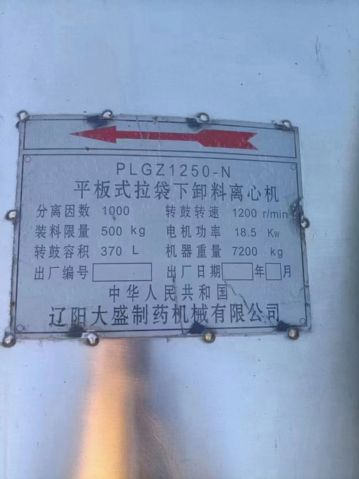 PLGZ1250-N
平板式拉袋下卸料离心机
分离因数 1000 转鼓转速 1200 r/min
装料限量 500 kg 电机功率 18.5 Kw
转鼓容积 370 L 机器重量 7200 kg
出厂编号 出厂日期 年 月
中华人民共和国
辽阳大盛制药机械有限公司